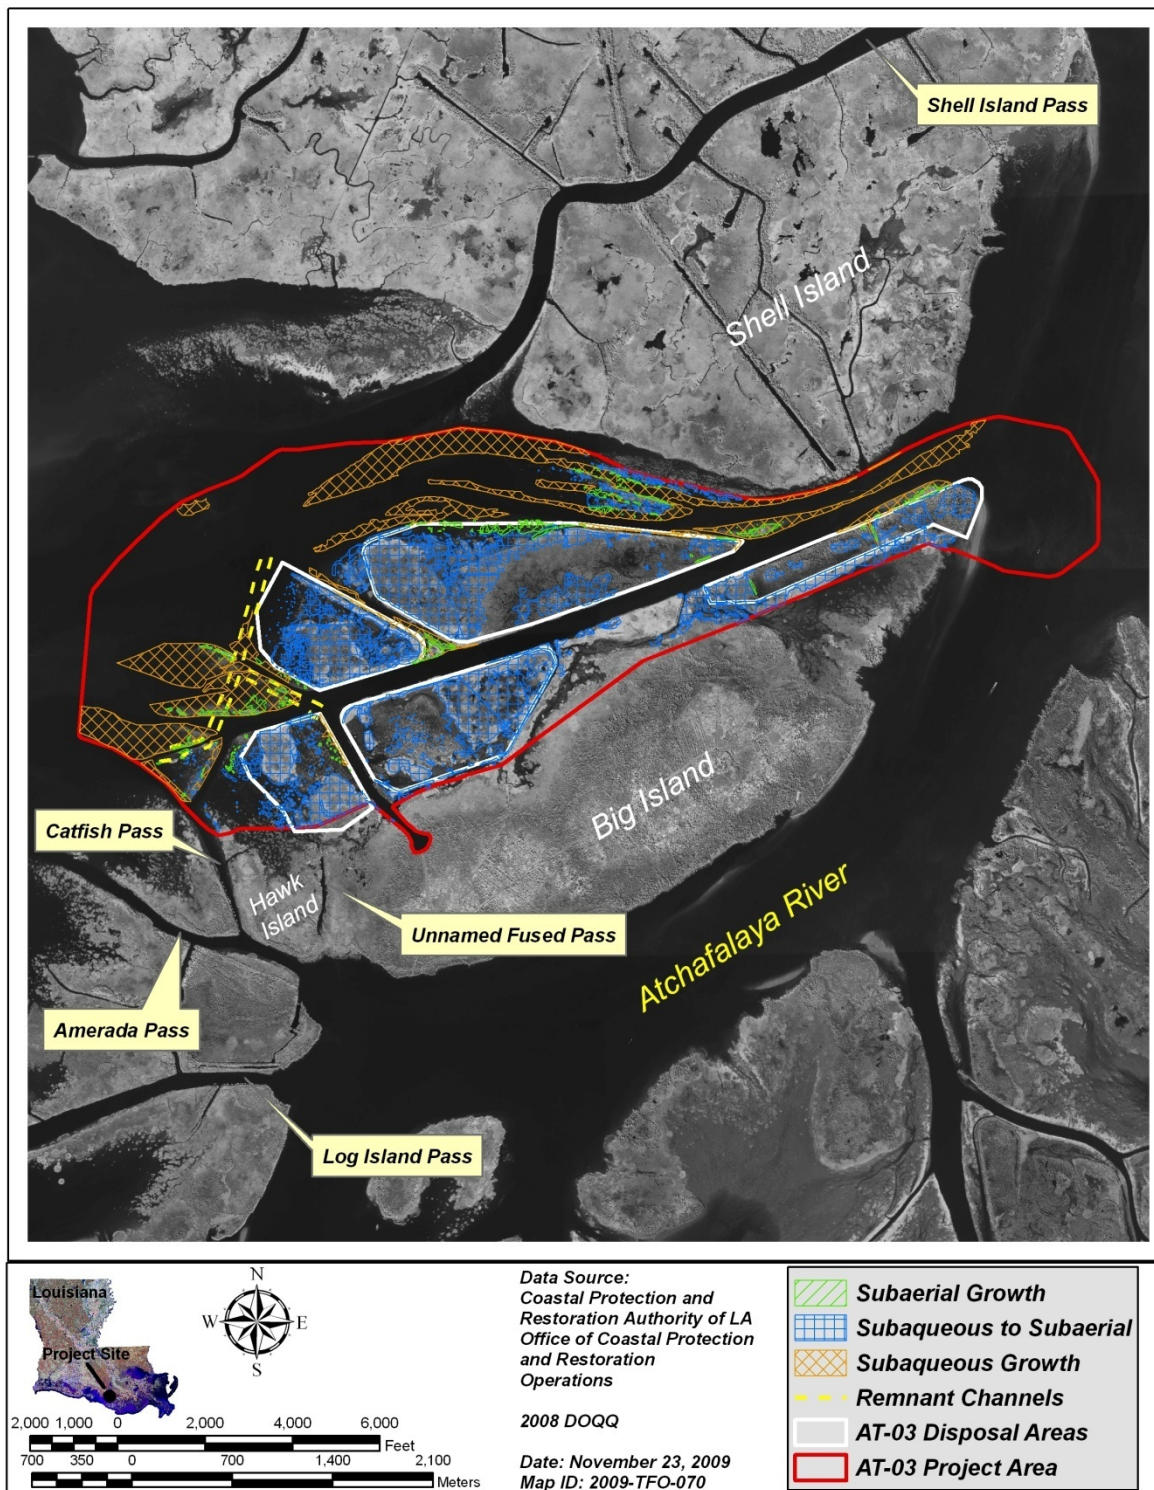 Shell Island Pass
Shell Island
Big Island
Catfish Pass
Hawk
Island
Unnamed Fused Pass
Atchafalaya River
Amerada Pass
Log Island Pass
Louisiana
Project Site
N
W
E
S
2,000 1,000 0 2,000 4,000 6,000
Feet
700 350 0 700 1,400 2,100
Meters
Data Source:
Coastal Protection and
Restoration Authority of LA
Office of Coastal Protection
and Restoration
Operations
2008 DOQQ
Date: November 23, 2009
Map ID: 2009-TFO-070
Subaerial Growth
Subaqueous to Subaerial
Subaqueous Growth
Remnant Channels
AT-03 Disposal Areas
AT-03 Project Area